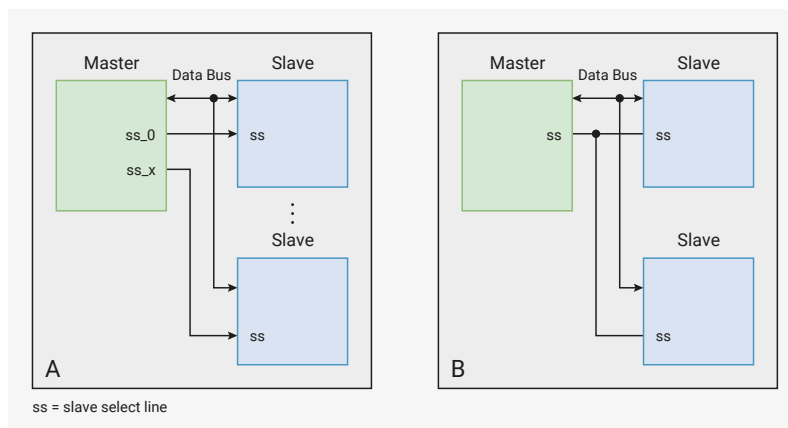 Master
Data Bus
Slave
ss_0
ss
ss_x
Slave
ss
A
Master
Data Bus
Slave
ss
ss
Slave
ss
B
ss = slave select line